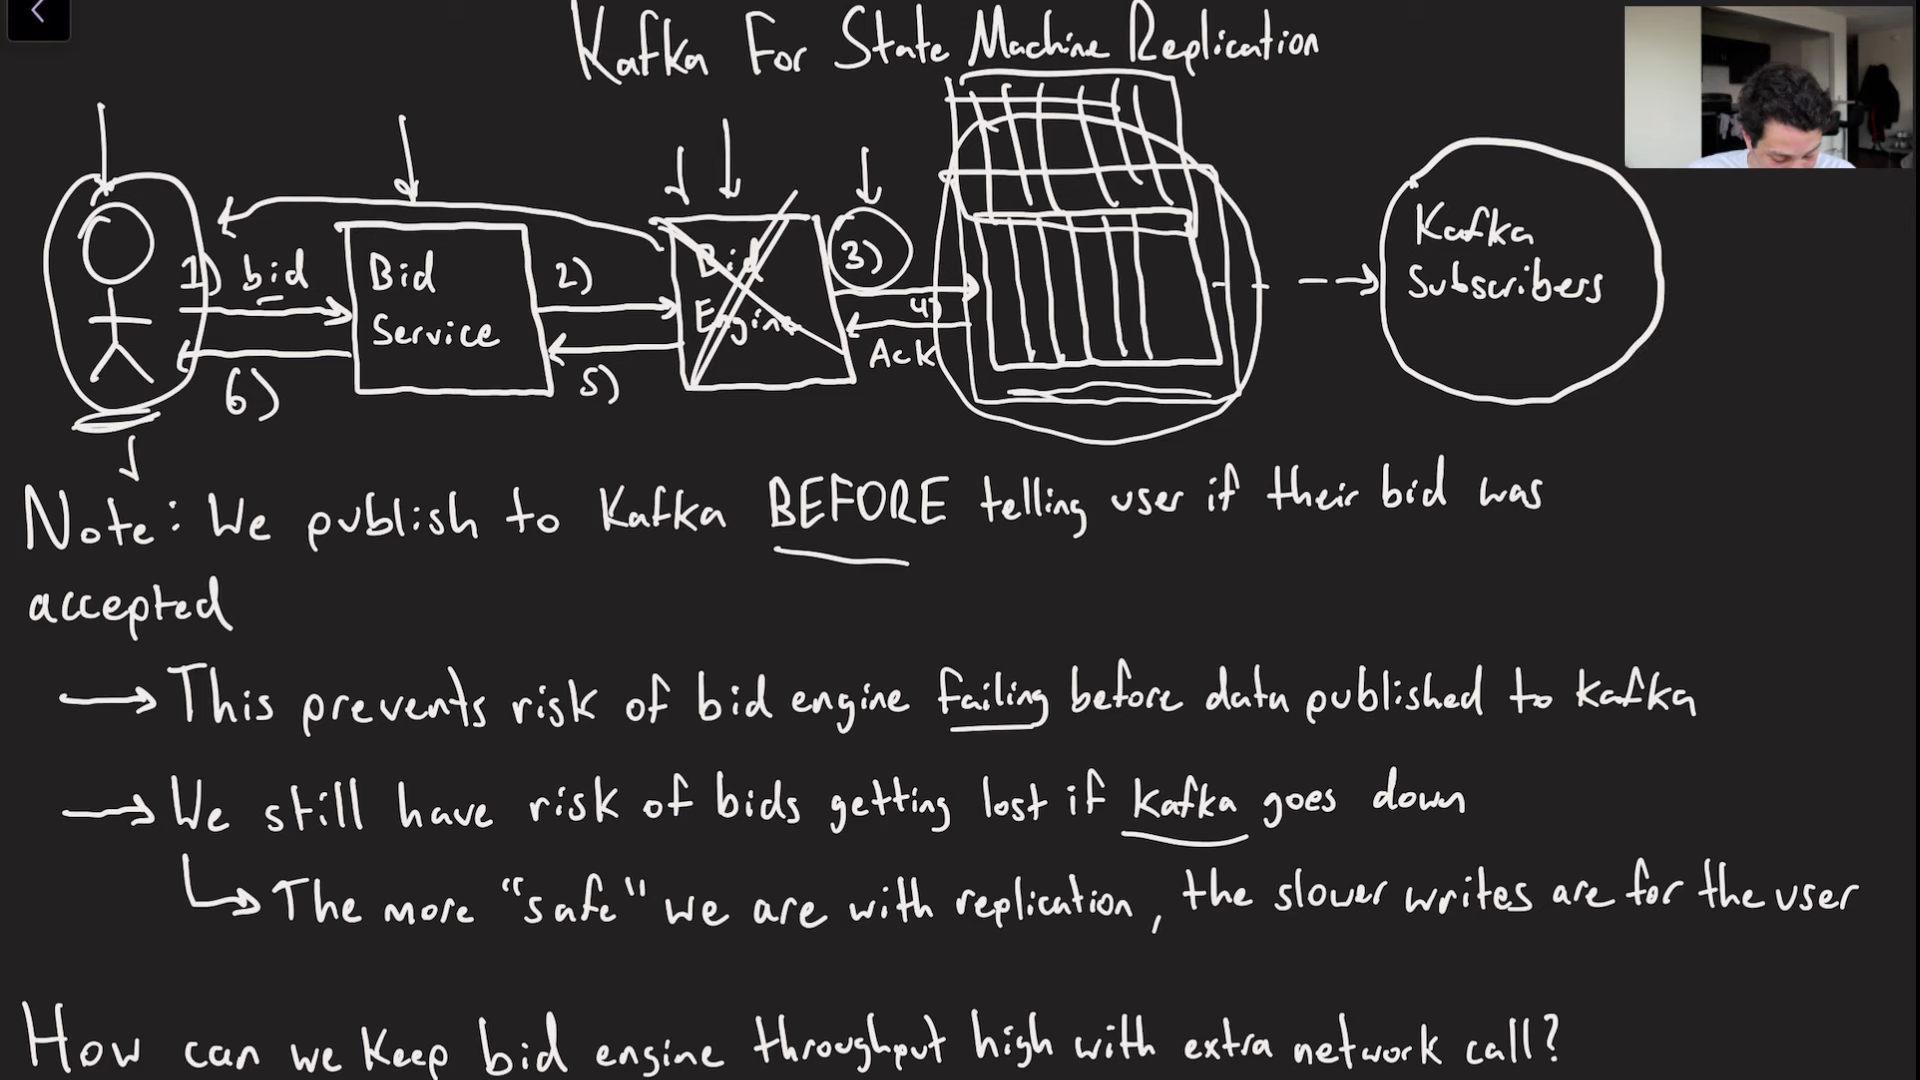 Kafka For State Machine Replication
1) bid
Bid
Service
2)
Bid
Engine
3)
4)
Ack
5)
6)
Kafka
Subscribers
Note: We publish to Kafka BEFORE telling user if their bid was
accepted
This prevents risk of bid engine failing before data published to Kafka
We still have risk of bids getting lost if Kafka goes down
The more "safe" we are with replication, the slower writes are for the user
How can we keep bid engine throughput high with extra network call?